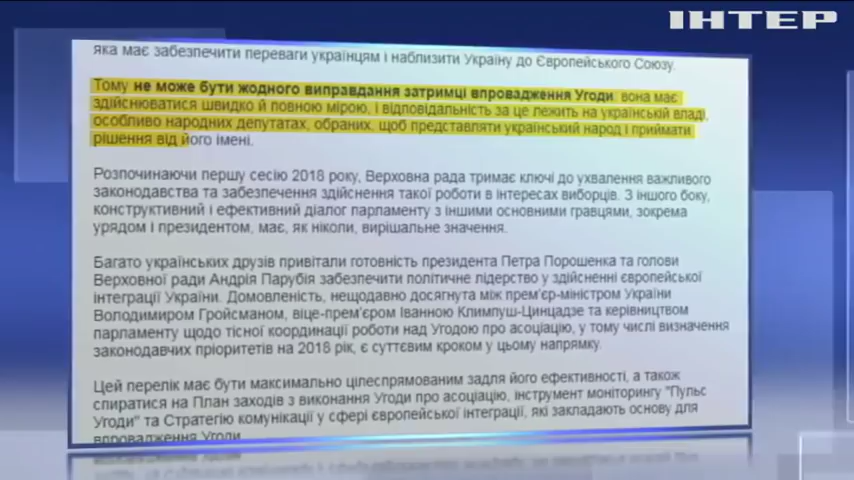 ІНТЕР
яка має забезпечити переваги українцям і наблизити Україну до Європейського Союзу.
Тому не може бути жодного виправдання затримці впровадження Угоди: вона має
здійснюватися швидко й повною мірою, і відповідальність за це лежить на українській владі,
особливо народних депутатах, обраних, щоб представляти український народ і приймати
рішення від його імені.
Розпочинаючи першу сесію 2018 року, Верховна рада тримає ключі до ухвалення важливого
законодавства та забезпечення здійснення такої роботи в інтересах виборців. З іншого боку,
конструктивний і ефективний діалог парламенту з іншими основними гравцями, зокрема
урядом і президентом, має, як ніколи, вирішальне значення.
Багато українських друзів привітали готовність президента Петра Порошенка та голови
Верховної ради Андрія Парубія забезпечити політичне лідерство у здійсненні європейської
інтеграції України. Домовленість, нещодавно досягнута між прем'єр-міністром України
Володимиром Гройсманом, віце-прем'єром Іванною Климпуш-Цинцадзе та керівництвом
парламенту щодо тісної координації роботи над Угодою про асоціацію, у тому числі визначення
законодавчих пріоритетів на 2018 рік, є суттєвим кроком у цьому напрямку.
Цей перелік має бути максимально цілеспрямованим задля його ефективності, а також
спиратися на План заходів з виконання Угоди про асоціацію, інструмент моніторингу "Пульс
Угоди" та Стратегію комунікації у сфері європейської інтеграції, які закладають основу для
впровадження Угоди.